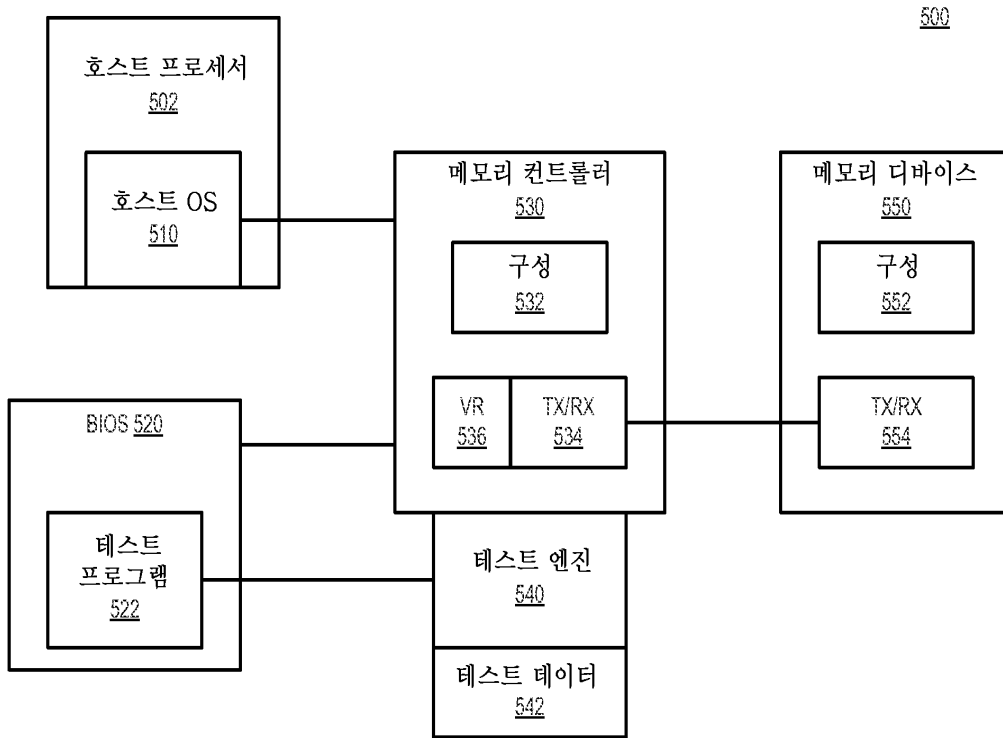 500
호스트 프로세서
502
호스트 OS
510
메모리 컨트롤러
530
구성
532
VR
536
TX/RX
534
메모리 디바이스
550
구성
552
TX/RX
554
BIOS 520
테스트
프로그램
522
테스트 엔진
540
테스트 데이터
542